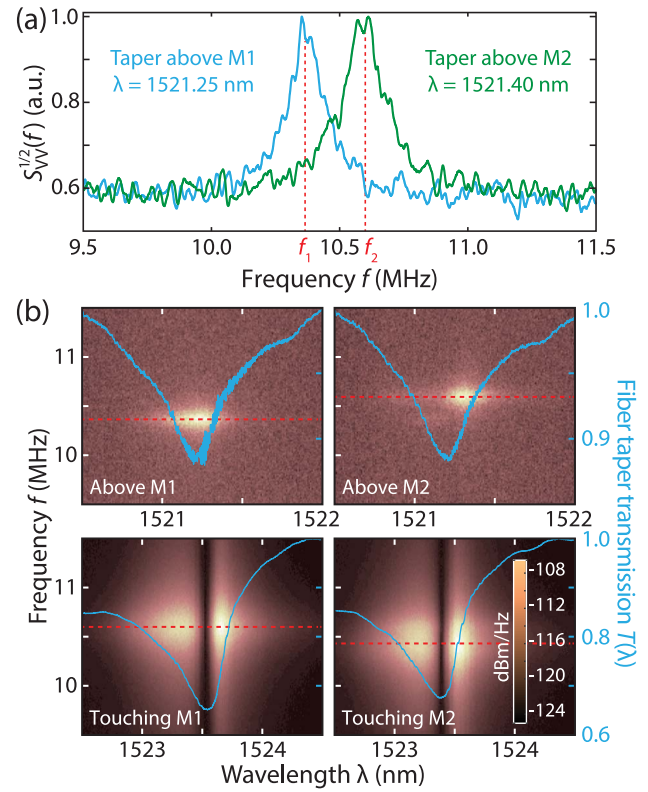 (a)
Taper above M1
λ = 1521.25 nm
Taper above M2
λ = 1521.40 nm
S_VV^1/2(f) (a.u.)
1.0
0.8
0.6
9.5
10.0
f1
10.5
f2
11.0
11.5
Frequency f (MHz)
(b)
11
10
Above M1
Above M2
1.0
0.9
1521
1522
1521
1522
Frequency f (MHz)
Fiber taper transmission T(λ)
11
10
Touching M1
Touching M2
dBm/Hz
-108
-112
-116
-120
-124
1.0
0.8
0.6
1523
1524
1523
1524
Wavelength λ (nm)